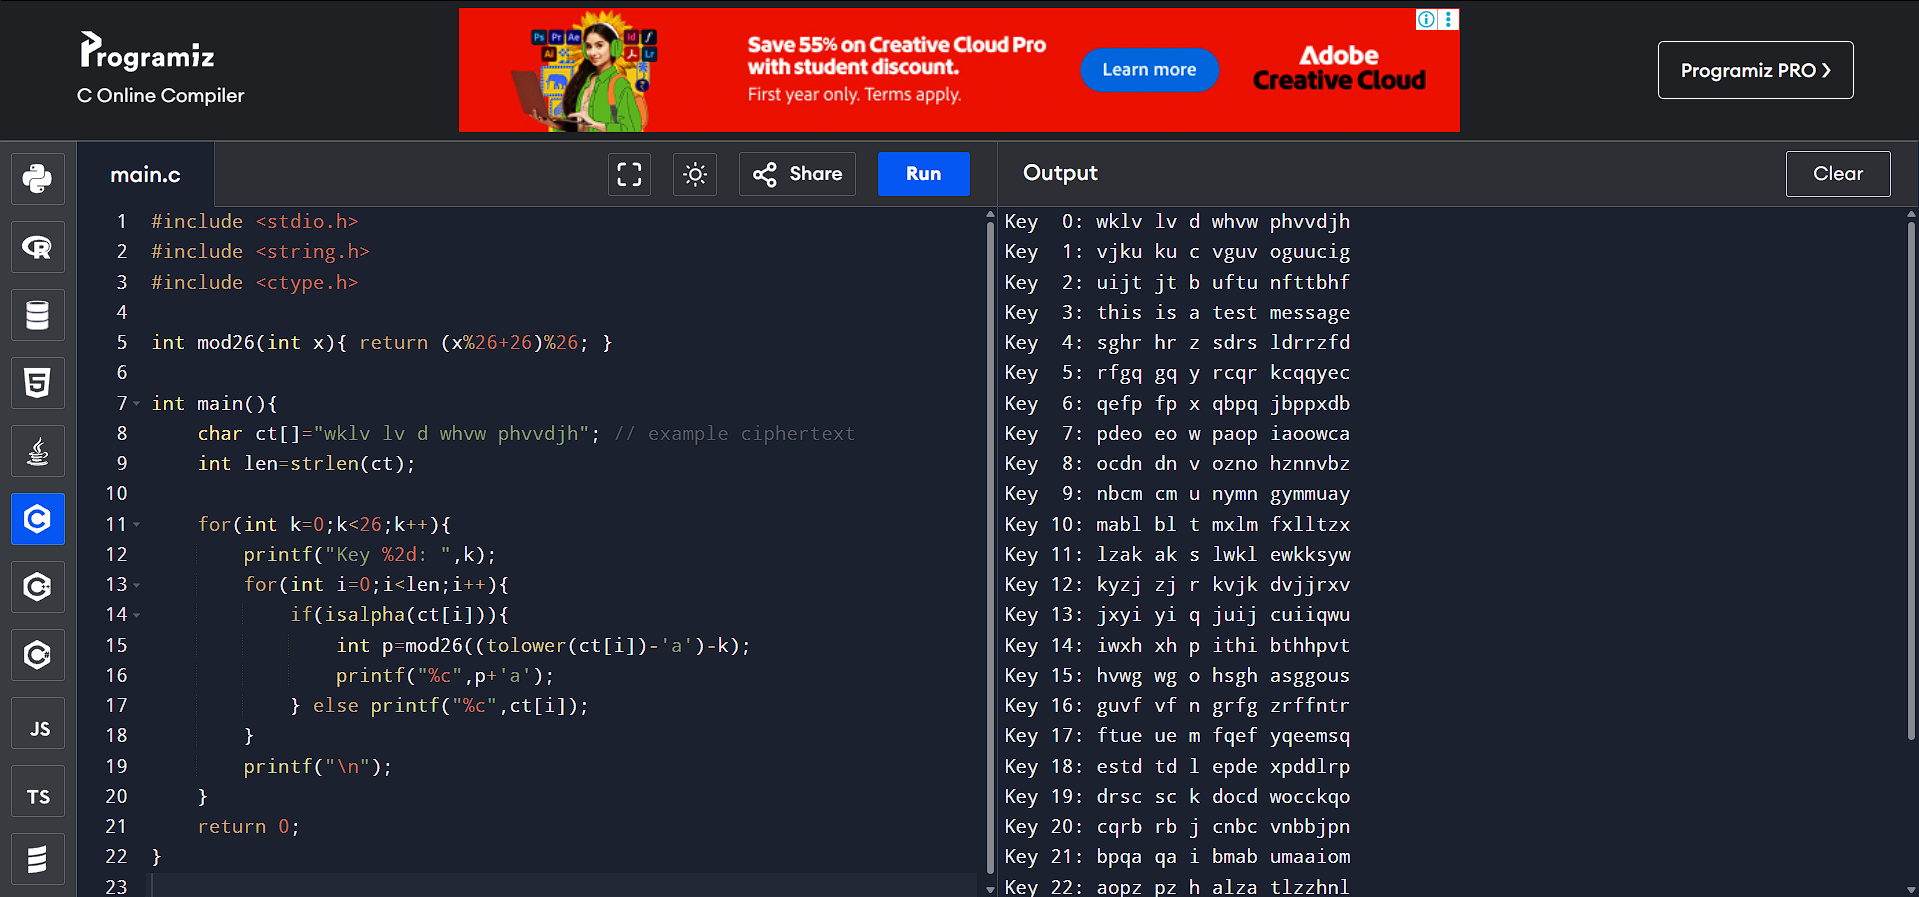 Programiz
C Online Compiler
Ps Pr Ae Id f
Ai Lr
Save 55% on Creative Cloud Pro
with student discount.
First year only. Terms apply.
Learn more
Adobe
Creative Cloud
Programiz PRO ❯
main.c
Share
Run
Output
Clear
1 #include <stdio.h>
2 #include <string.h>
3 #include <ctype.h>
4
5 int mod26(int x){ return (x%26+26)%26; }
6
7 int main(){
8     char ct[]="wklv lv d whvw phvvdjh"; // example ciphertext
9     int len=strlen(ct);
10
11     for(int k=0;k<26;k++){
12         printf("Key %2d: ",k);
13         for(int i=0;i<len;i++){
14             if(isalpha(ct[i])){
15                 int p=mod26((tolower(ct[i])-'a')-k);
16                 printf("%c",p+'a');
17             } else printf("%c",ct[i]);
18         }
19         printf("\n");
20     }
21     return 0;
22 }
23
Key  0: wklv lv d whvw phvvdjh
Key  1: vjku ku c vguv oguucig
Key  2: uijt jt b uftu nfttbhf
Key  3: this is a test message
Key  4: sghr hr z sdrs ldrrzfd
Key  5: rfgq gq y rcqr kcqqyec
Key  6: qefp fp x qbpq jbppxdb
Key  7: pdeo eo w paop iaoowca
Key  8: ocdn dn v ozno hznnvbz
Key  9: nbcm cm u nymn gymmuay
Key 10: mabl bl t mxlm fxlltzx
Key 11: lzak ak s lwkl ewkksyw
Key 12: kyzj zj r kvjk dvjjrxv
Key 13: jxyi yi q juij cuiiqwu
Key 14: iwxh xh p ithi bthhpvt
Key 15: hvwg wg o hsgh asggous
Key 16: guvf vf n grfg zrffntr
Key 17: ftue ue m fqef yqeemsq
Key 18: estd td l epde xpddlrp
Key 19: drsc sc k docd wocckqo
Key 20: cqrb rb j cnbc vnbbjpn
Key 21: bpqa qa i bmab umaaiom
Key 22: aopz pz h alza tlzzhnl
5
C
C
C
JS
TS